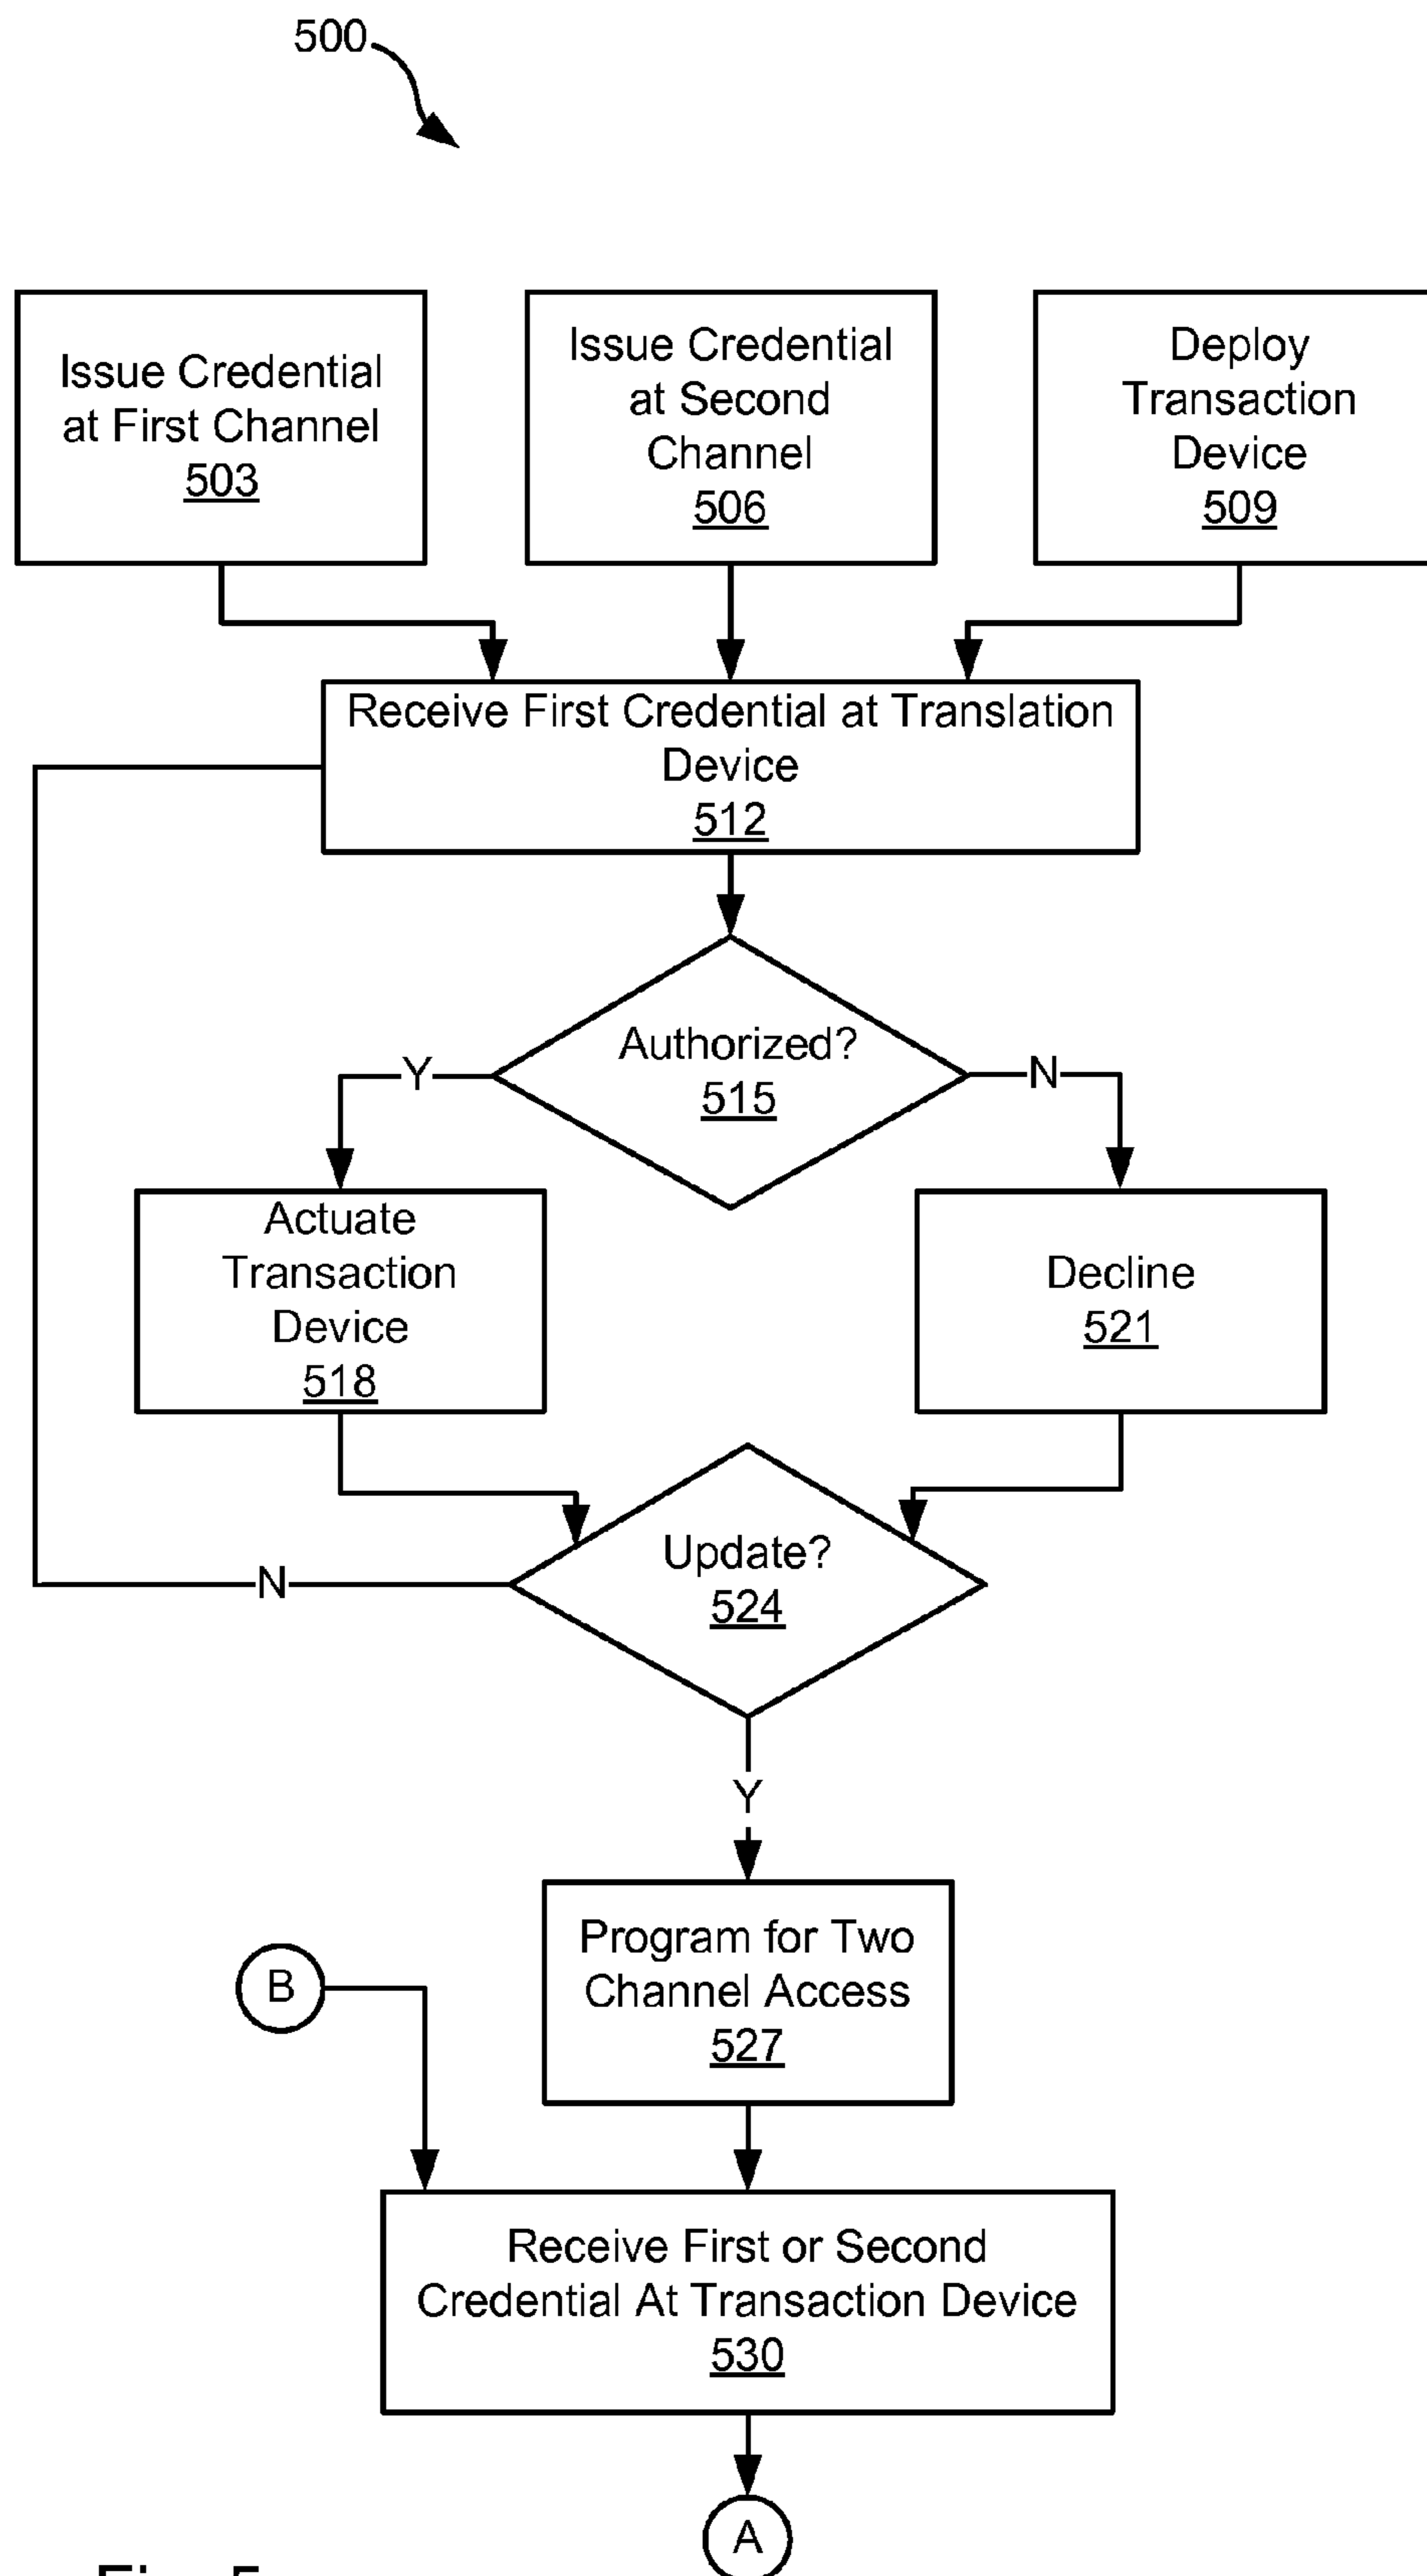 500
Issue Credential
at First Channel
503
Issue Credential
at Second
Channel
506
Deploy
Transaction
Device
509
Receive First Credential at Translation
Device
512
Authorized?
515
Y
N
Actuate
Transaction
Device
518
Decline
521
Update?
524
N
Y
Program for Two
Channel Access
527
B
Receive First or Second
Credential At Transaction Device
530
A